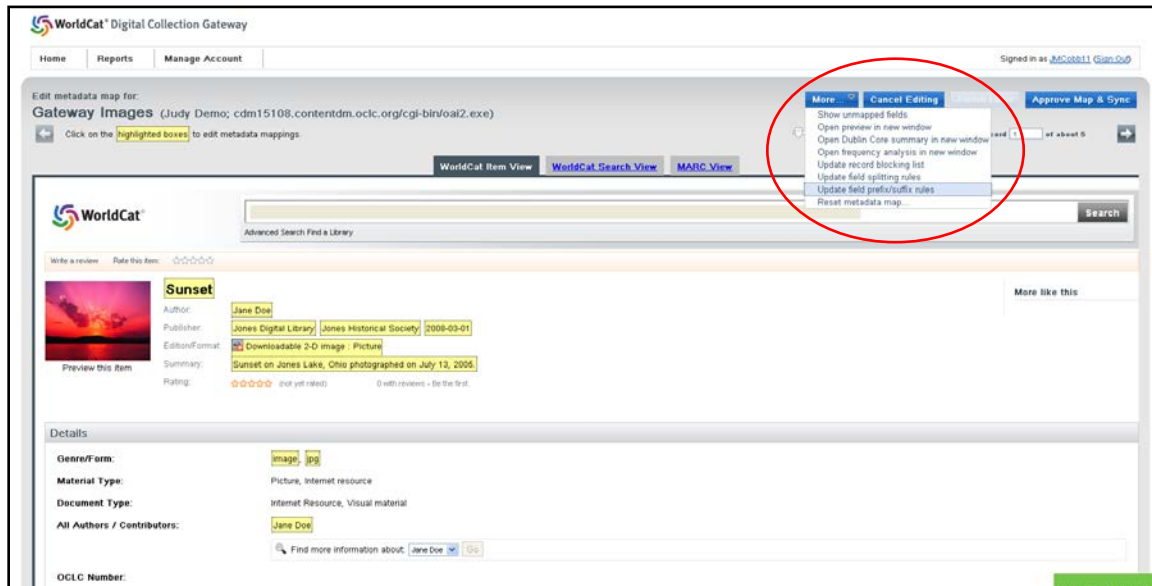 WorldCat® Digital Collection Gateway
Home Reports Manage Account Signed in as JMCobb11 (Sign Out)
Edit metadata map for:
Gateway Images (Judy Demo; cdm15108.contentdm.oclc.org/cgi-bin/oai2.exe)
Click on the highlighted boxes to edit metadata mappings.
More... Cancel Editing Approve Map & Sync
Show unmapped fields
Open preview in new window
Open Dublin Core summary in new window
Open frequency analysis in new window
Update record blocking list
Update field splitting rules
Update field prefix/suffix rules
Reset metadata map...
1 of about 5
WorldCat Item View WorldCat Search View MARC View
WorldCat®
Search
Advanced Search Find a Library
Write a review Rate this item:
Sunset
More like this
Author: Jane Doe
Publisher: Jones Digital Library Jones Historical Society 2008-03-01
Edition/Format: Downloadable 2-D image : Picture
Summary: Sunset on Jones Lake, Ohio photographed on July 13, 2005.
Preview this item
Rating: (not yet rated) 0 with reviews - Be the first.
Details
Genre/Form: image, jpg
Material Type: Picture, Internet resource
Document Type: Internet Resource, Visual material
All Authors / Contributors: Jane Doe
Find more information about: Jane Doe Go
OCLC Number: